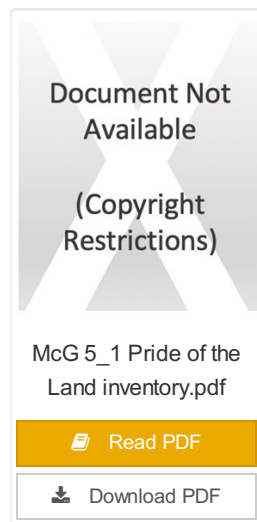 Document Not
Available
(Copyright
Restrictions)
McG 5_1 Pride of the
Land inventory.pdf
Read PDF
Download PDF